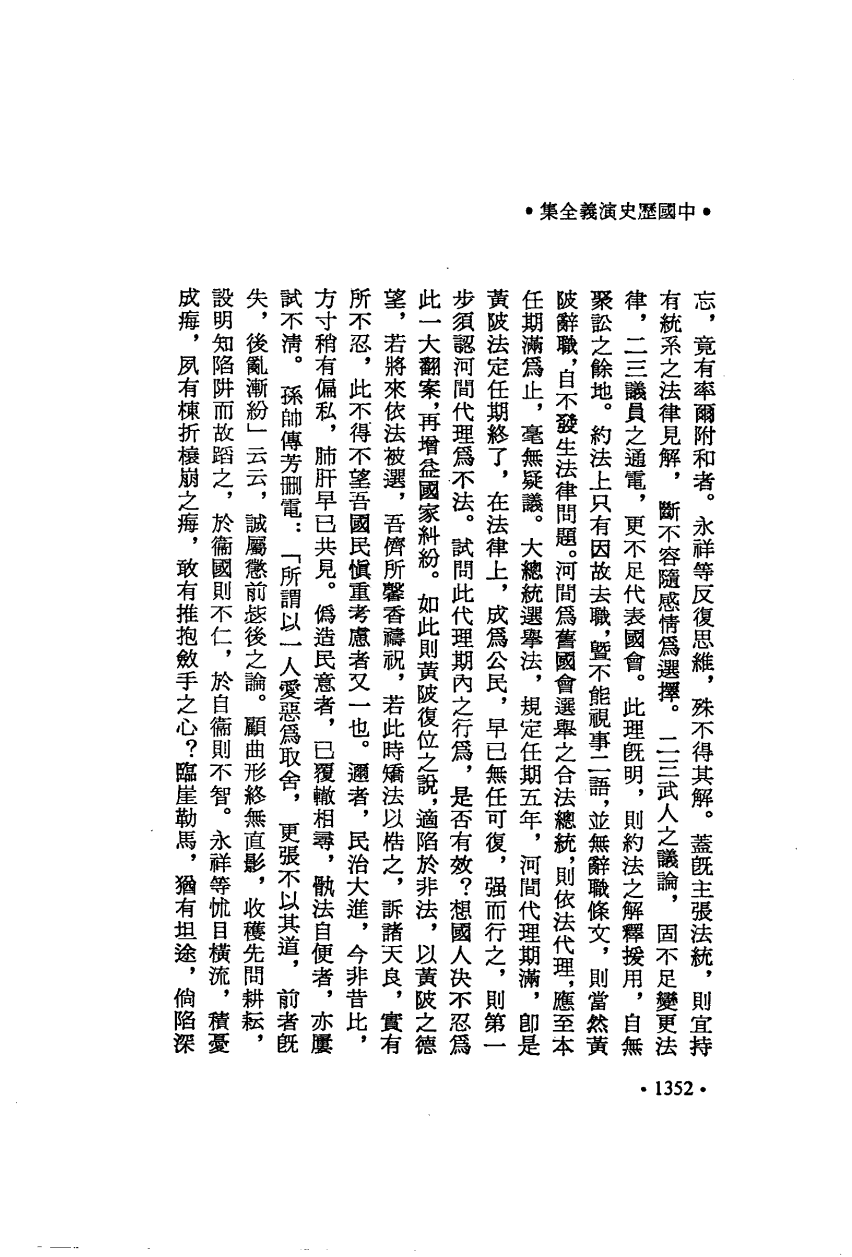 •中國歷史演義全集•
忘，竟有率爾附和者。永祥等反復思維，殊不得其解。蓋旣主張法統，則宜持
有統系之法律見解，斷不容隨感情爲選擇。二三武人之議論，固不足變更法
律，二三議員之通電，更不足代表國會。此理旣明，則約法之解釋援用，自無
聚訟之餘地。約法上只有因故去職，暨不能視事二語，並無辭職條文，則當然黃
陂辭職，自不發生法律問題。河間爲舊國會選舉之合法總統，則依法代理，應至本
任期滿爲止，毫無疑議。大總統選舉法，規定任期五年，河間代理期滿，卽是
黃陂法定任期終了，在法律上，成爲公民，早已無任可復，强而行之，則第一
步須認河間代理爲不法。試問此代理期內之行爲，是否有效？想國人決不忍爲
此一大翻案，再增益國家糾紛。如此則黃陂復位之說，適陷於非法，以黃陂之德
望，若將來依法被選，吾儕所馨香禱祝，若此時矯法以梏之，訴諸天良，實有
所不忍，此不得不望吾國民愼重考慮者又一也。邇者，民治大進，今非昔比，
方寸稍有偏私，肺肝早已共見。僞造民意者，已覆轍相尋，骫法自便者，亦屢
試不淸。孫帥傳芳删電：「所謂以一人愛惡爲取舍，更張不以其道，前者旣
失，後亂漸紛」云云，誠屬懲前毖後之論。顧曲形終無直影，收穫先問耕耘，
設明知陷阱而故蹈之，於衞國則不仁，於自衞則不智。永祥等怵目橫流，積憂
成痗，夙有棟折榱崩之痗，敢有推抱斂手之心？臨崖勒馬，猶有坦途，倘陷深
•1352•